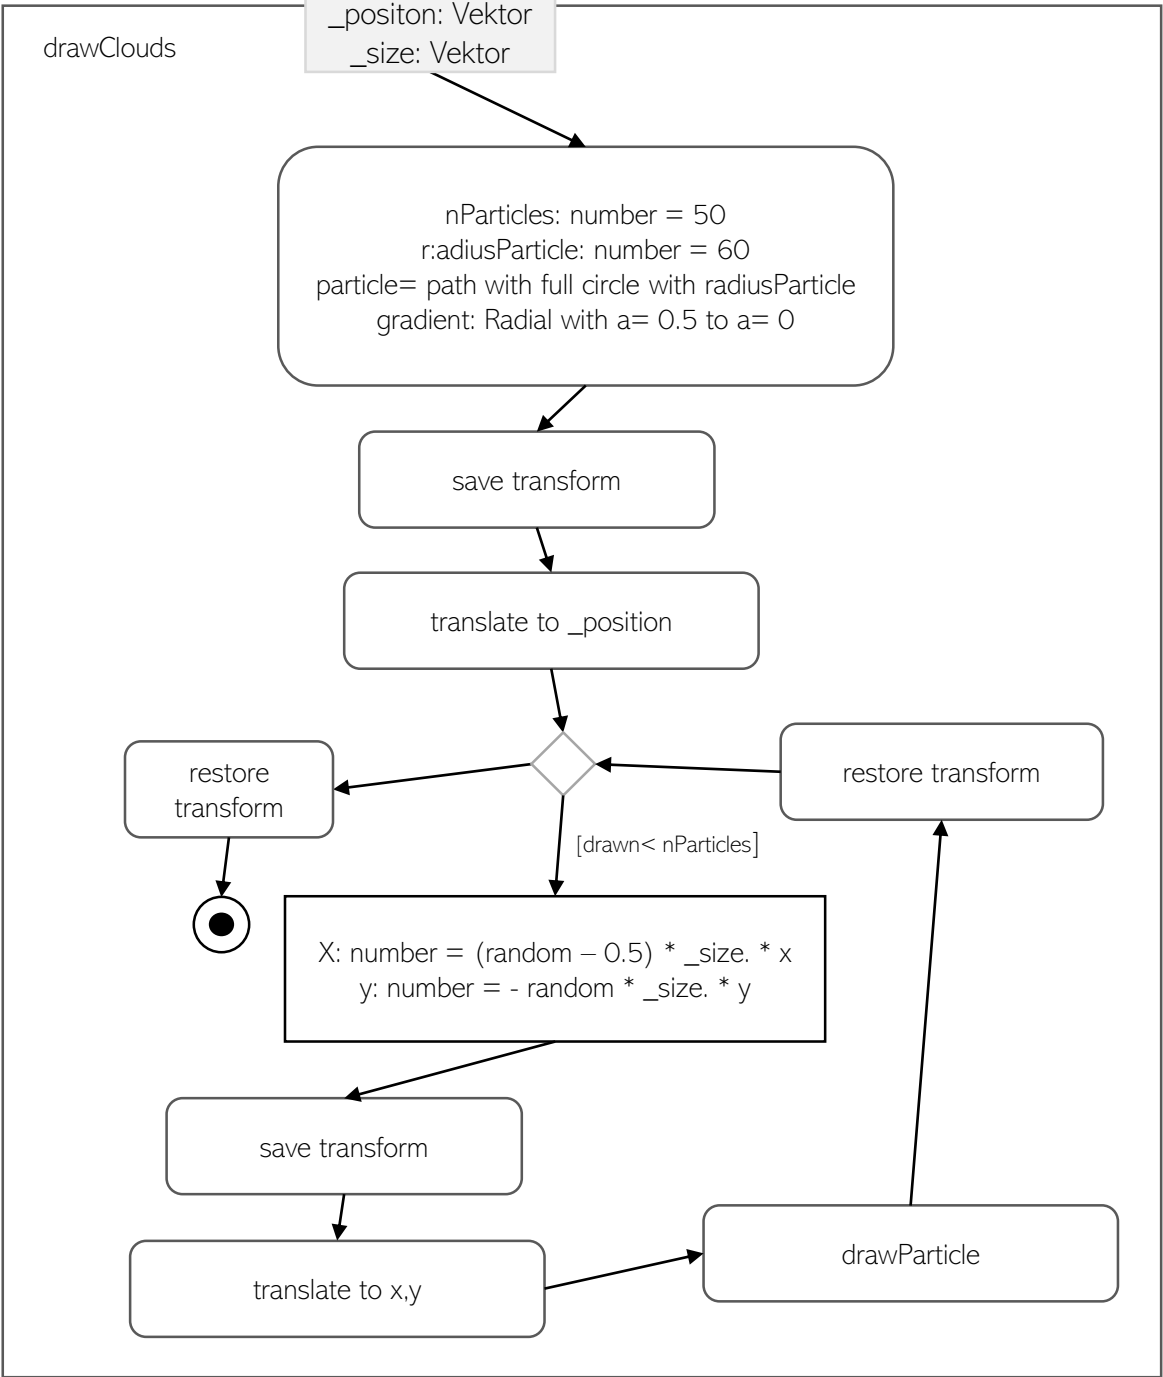 _positon: Vektor
_size: Vektor
drawClouds
nParticles: number = 50
r:adiusParticle: number = 60
particle= path with full circle with radiusParticle
gradient: Radial with a= 0.5 to a= 0
save transform
translate to _position
restore
transform
restore transform
[drawn< nParticles]
X: number = (random – 0.5) * _size. * x
y: number = - random * _size. * y
save transform
translate to x,y
drawParticle